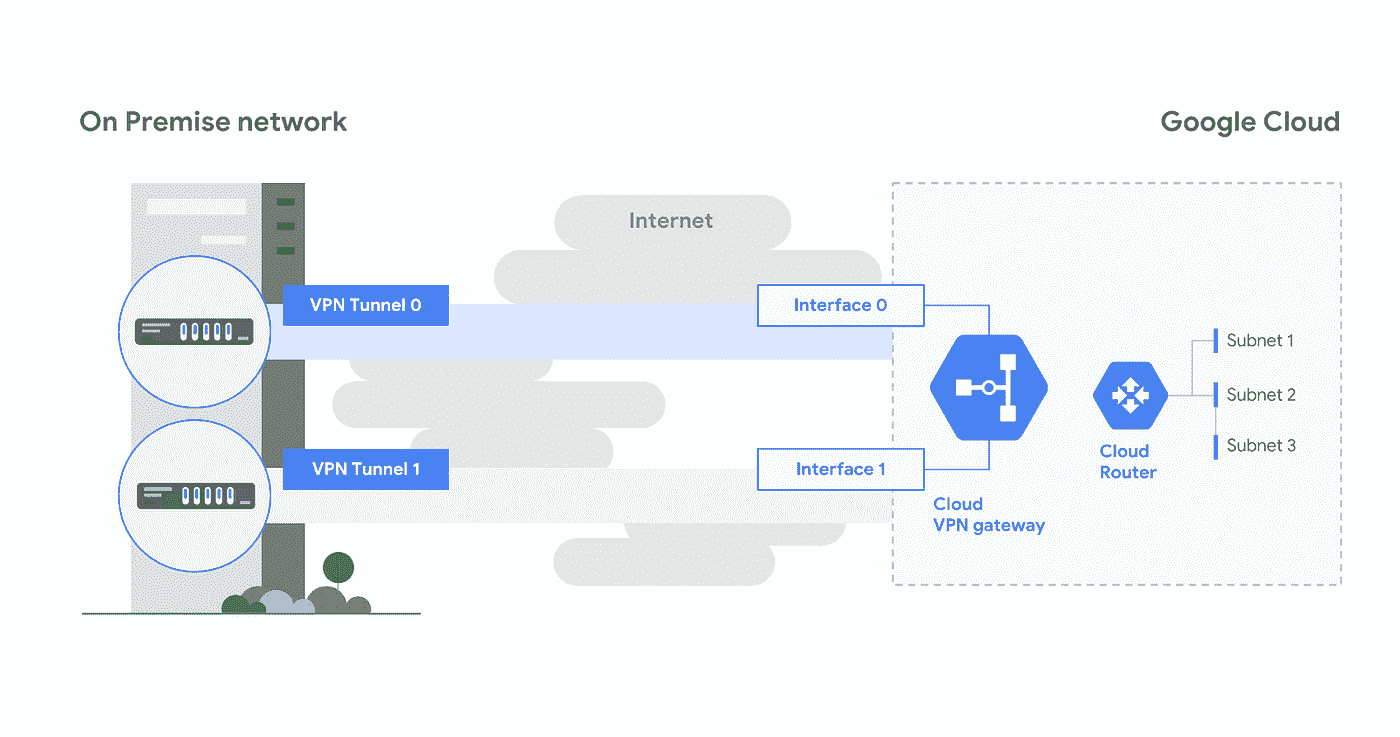 On Premise network
Google Cloud
Internet
VPN Tunnel 0
Interface 0
Subnet 1
Subnet 2
Subnet 3
Cloud
Router
VPN Tunnel 1
Interface 1
Cloud
VPN gateway